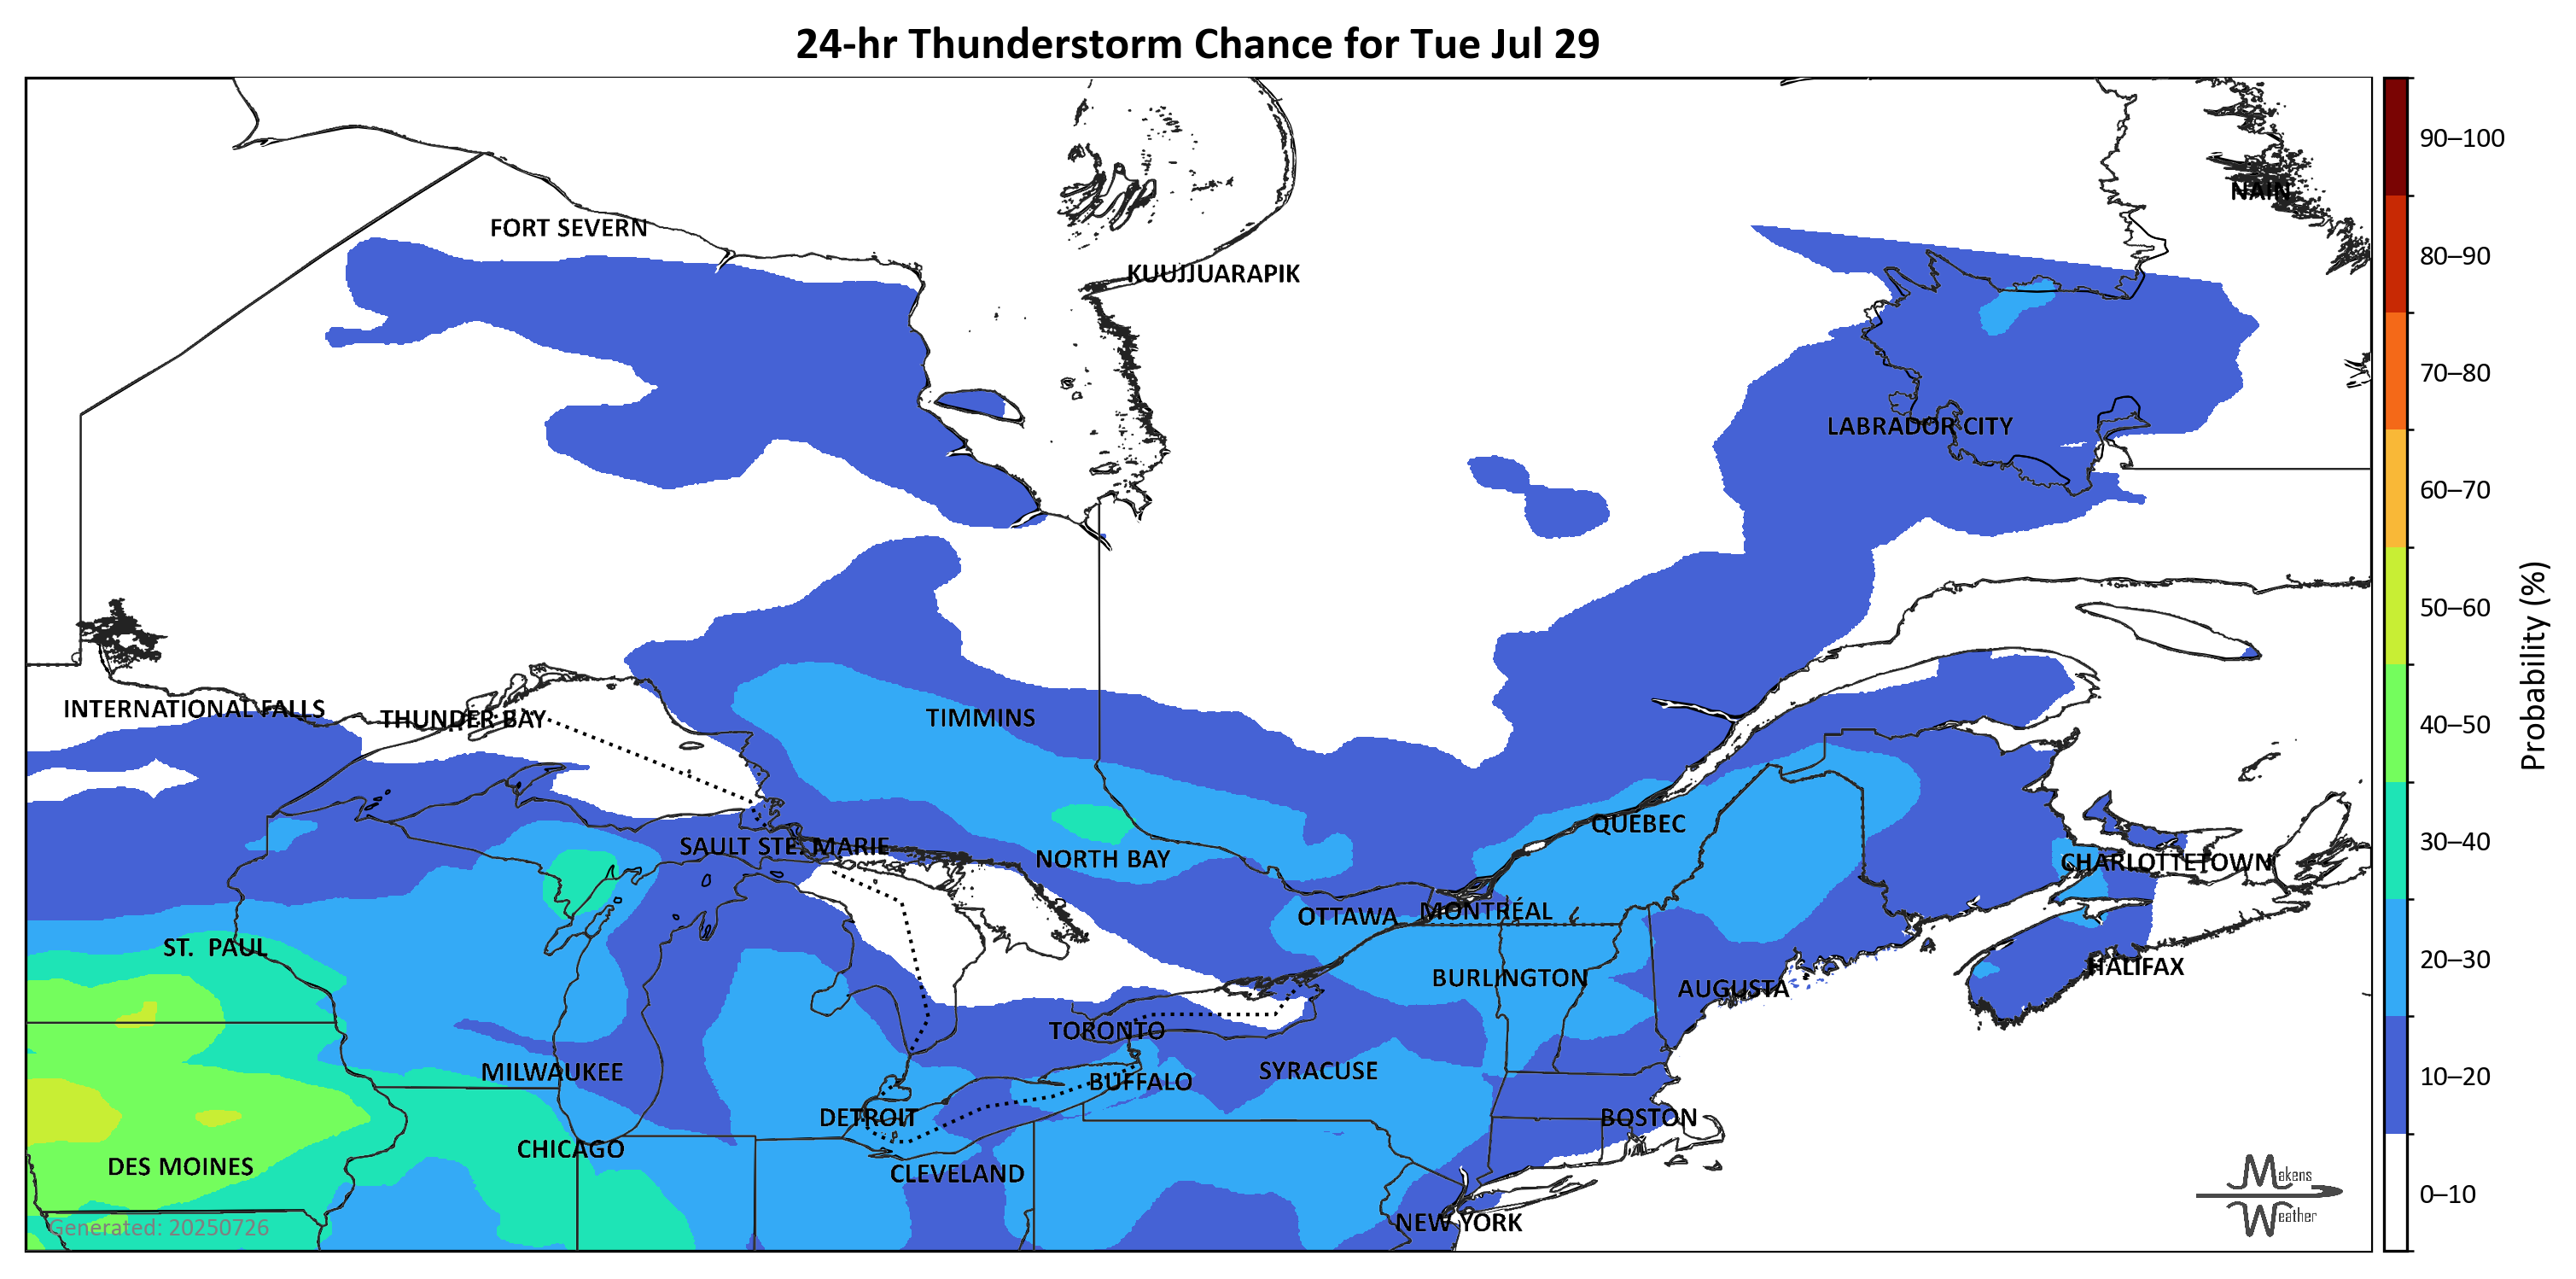 24-hr Thunderstorm Chance for Tue Jul 29
90–100
NAIN
FORT SEVERN
80–90
KUUJJUARAPIK
70–80
LABRADOR CITY
60–70
50–60
Probability (%)
INTERNATIONAL FALLS
THUNDER BAY
TIMMINS
40–50
QUEBEC
SAULT STE. MARIE
30–40
NORTH BAY
CHARLOTTETOWN
OTTAWA
MONTRÉAL
ST. PAUL
20–30
HALIFAX
BURLINGTON
AUGUSTA
TORONTO
MILWAUKEE
SYRACUSE
10–20
BUFFALO
DETROIT
BOSTON
CHICAGO
DES MOINES
CLEVELAND
Makens
0–10
Weather
NEW YORK
Generated: 20250726